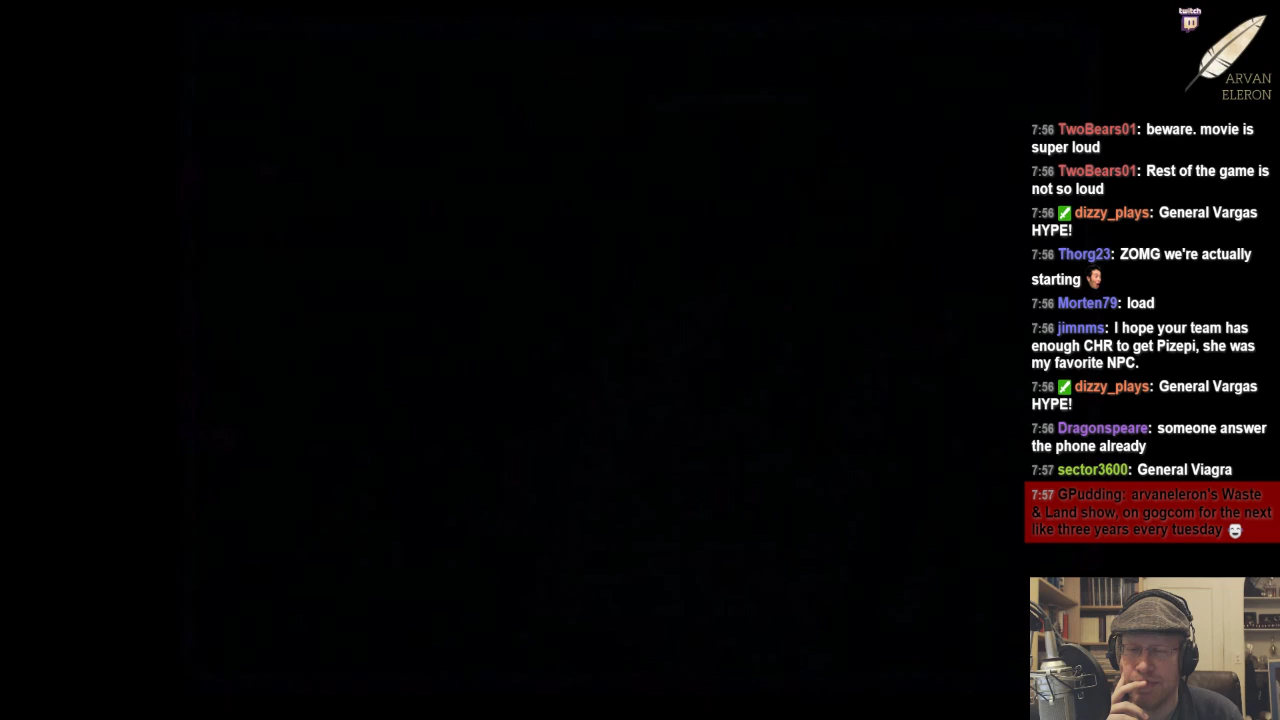 twitch
ARVAN
ELERON
7:56 TwoBears01: beware. movie is
super loud
7:56 TwoBears01: Rest of the game is
not so loud
7:56 dizzy_plays: General Vargas
HYPE!
7:56 Thorg23: ZOMG we're actually
starting
7:56 Morten79: load
7:56 jimnms: I hope your team has
enough CHR to get Pizepi, she was
my favorite NPC.
7:56 dizzy_plays: General Vargas
HYPE!
7:56 Dragonspeare: someone answer
the phone already
7:57 sector3600: General Viagra
7:57 GPudding: arvaneleron's Waste
& Land show, on gogcom for the next
like three years every tuesday